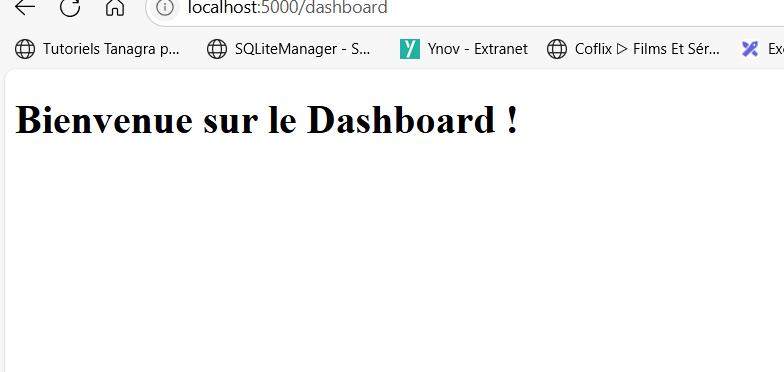 localhost:5000/dashboard
Tutoriels Tanagra p... SQLiteManager - S... Ynov - Extranet Coflix ▷ Films Et Sér... Ex
Bienvenue sur le Dashboard !